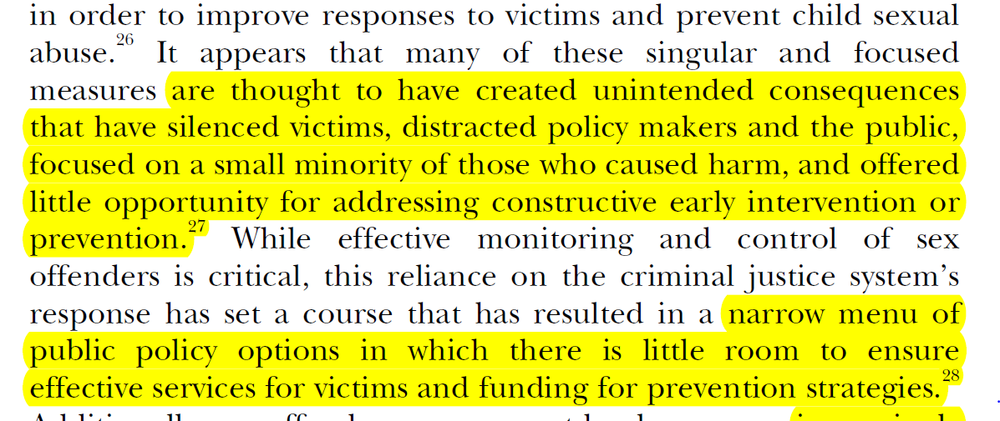 in order to improve responses to victims and prevent child sexual
abuse.26 It appears that many of these singular and focused
measures are thought to have created unintended consequences
that have silenced victims, distracted policy makers and the public,
focused on a small minority of those who caused harm, and offered
little opportunity for addressing constructive early intervention or
prevention.27 While effective monitoring and control of sex
offenders is critical, this reliance on the criminal justice system’s
response has set a course that has resulted in a narrow menu of
public policy options in which there is little room to ensure
effective services for victims and funding for prevention strategies.28